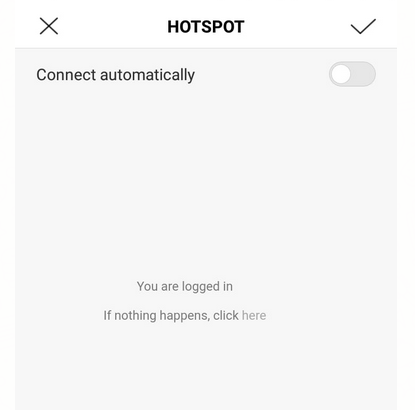 HOTSPOT
Connect automatically
You are logged in
If nothing happens, click here